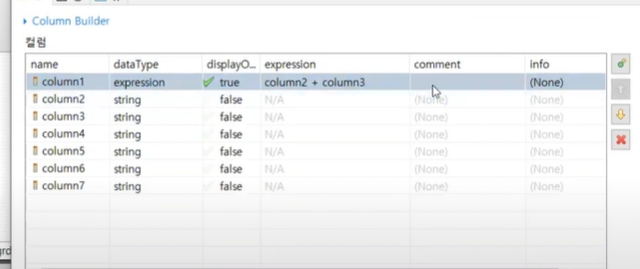 Column Builder
컬럼
name dataType displayO... expression comment info
column1 expression true column2 + column3 (None)
column2 string false N/A (None) (None)
column3 string false N/A (None) (None)
column4 string false N/A (None) (None)
column5 string false N/A (None) (None)
column6 string false N/A (None) (None)
column7 string false N/A (None) (None)